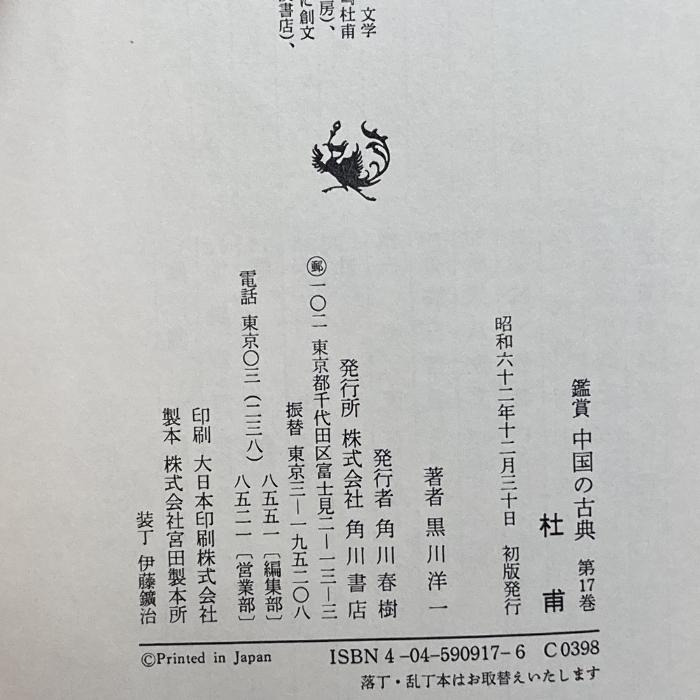 文学
杜甫
房)、
に創文
書店)、
鑑賞 中国の古典 第17巻
杜甫
昭和六十二年十二月三十日 初版発行
著者 黒川洋一
発行者 角川春樹
発行所 株式会社 角川書店
㊩一〇二 東京都千代田区富士見二―一三―三
振替 東京三―一九五二〇八
電話 東京〇三(二三八)
八五五一〔編集部〕
八五二一〔営業部〕
印刷 大日本印刷株式会社
製本 株式会社宮田製本所
装丁 伊藤鑛治
©Printed in Japan
ISBN 4-04-590917-6 C0398
落丁・乱丁本はお取替えいたします